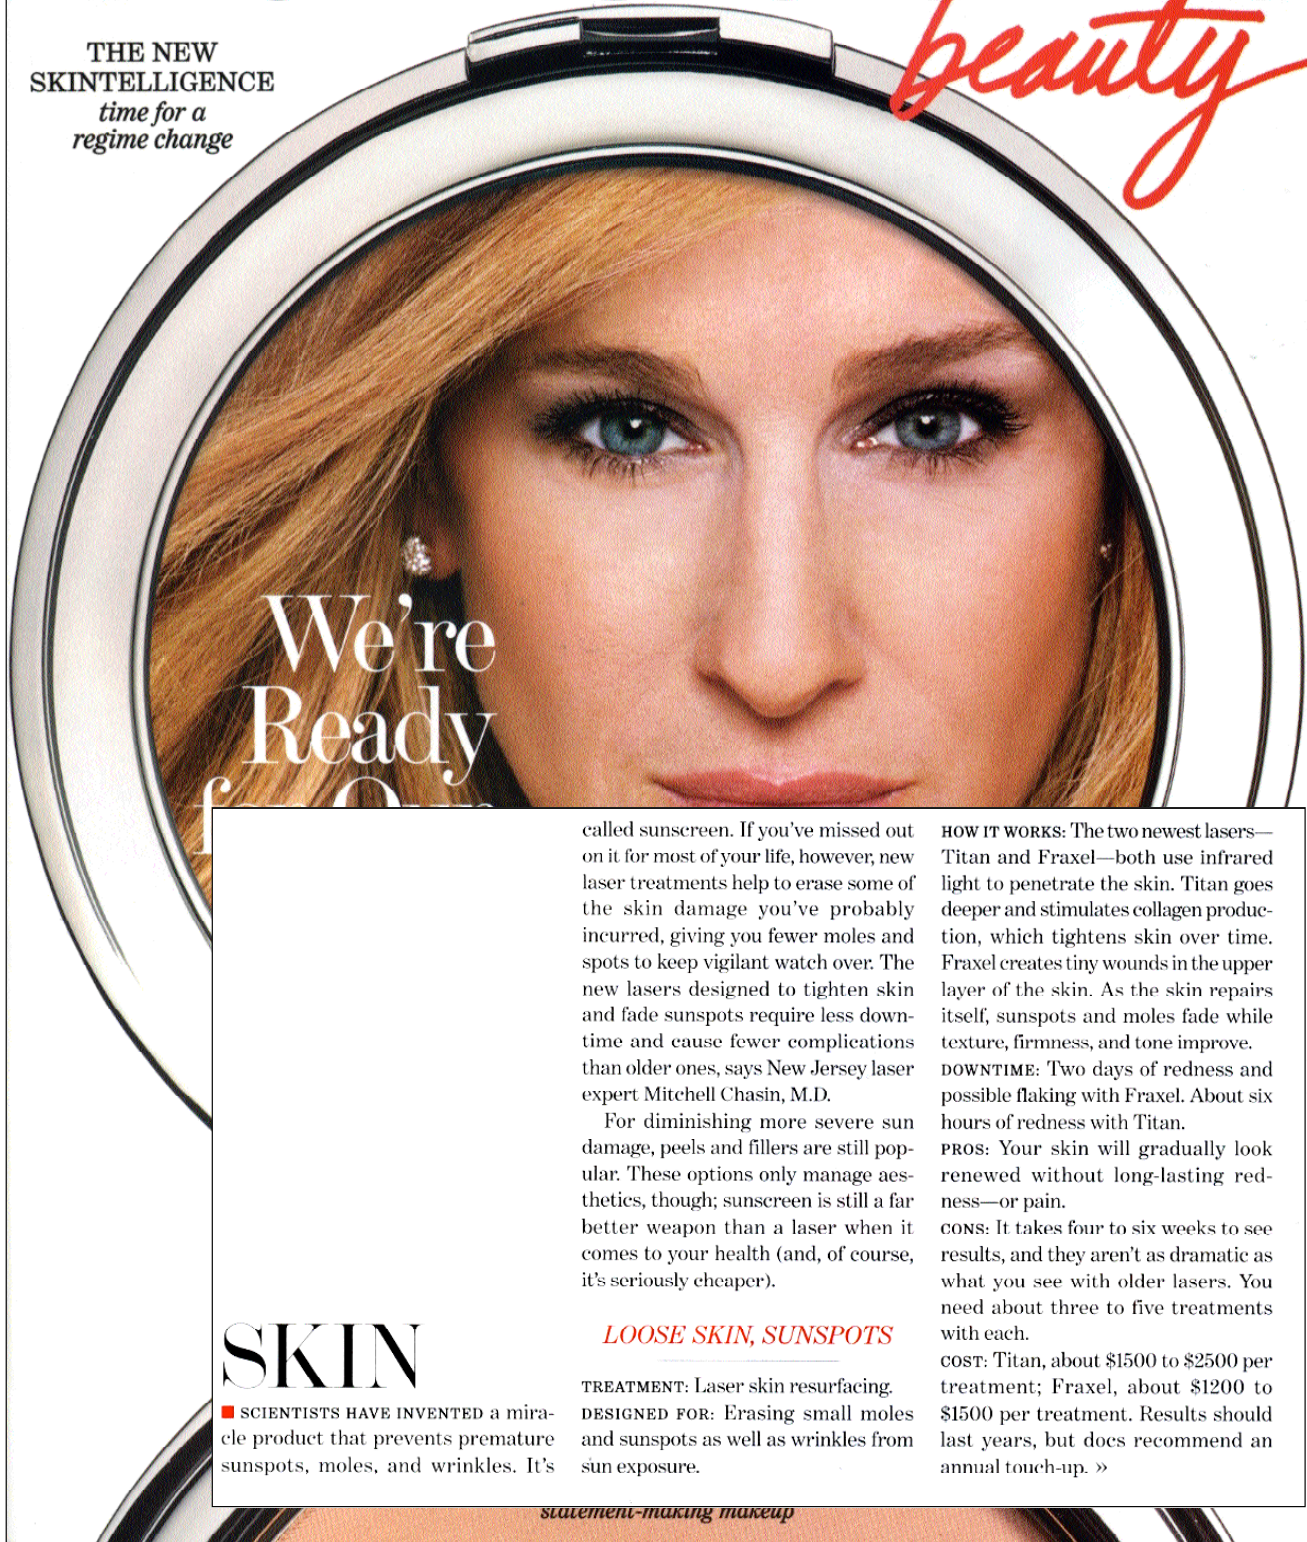 THE NEW
SKINTELLIGENCE
time for a
regime change
beauty
We're
Ready
for Our
SKIN
■ SCIENTISTS HAVE INVENTED a mira-
cle product that prevents premature
sunspots, moles, and wrinkles. It's
called sunscreen. If you've missed out
on it for most of your life, however, new
laser treatments help to erase some of
the skin damage you've probably
incurred, giving you fewer moles and
spots to keep vigilant watch over. The
new lasers designed to tighten skin
and fade sunspots require less down-
time and cause fewer complications
than older ones, says New Jersey laser
expert Mitchell Chasin, M.D.
For diminishing more severe sun
damage, peels and fillers are still pop-
ular. These options only manage aes-
thetics, though; sunscreen is still a far
better weapon than a laser when it
comes to your health (and, of course,
it's seriously cheaper).
LOOSE SKIN, SUNSPOTS
TREATMENT: Laser skin resurfacing.
DESIGNED FOR: Erasing small moles
and sunspots as well as wrinkles from
sun exposure.
HOW IT WORKS: The two newest lasers—
Titan and Fraxel—both use infrared
light to penetrate the skin. Titan goes
deeper and stimulates collagen produc-
tion, which tightens skin over time.
Fraxel creates tiny wounds in the upper
layer of the skin. As the skin repairs
itself, sunspots and moles fade while
texture, firmness, and tone improve.
DOWNTIME: Two days of redness and
possible flaking with Fraxel. About six
hours of redness with Titan.
PROS: Your skin will gradually look
renewed without long-lasting red-
ness—or pain.
CONS: It takes four to six weeks to see
results, and they aren't as dramatic as
what you see with older lasers. You
need about three to five treatments
with each.
COST: Titan, about $1500 to $2500 per
treatment; Fraxel, about $1200 to
$1500 per treatment. Results should
last years, but docs recommend an
annual touch-up. »
statement-making makeup